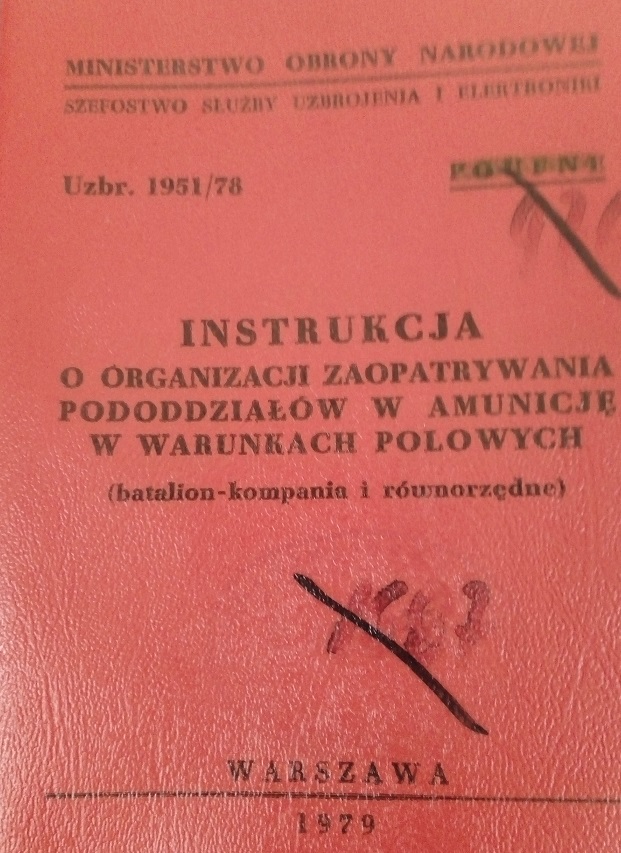 MINISTERSTWO OBRONY NARODOWEJ
SZEFOSTWO SŁUŻBY UZBROJENIA I ELEKTRONIKI
Uzbr. 1951/78
INSTRUKCJA
O ORGANIZACJI ZAOPATRYWANIA
PODODDZIAŁÓW W AMUNICJĘ
W WARUNKACH POLOWYCH
(batalion-kompania i równorzędne)
WARSZAWA
1979